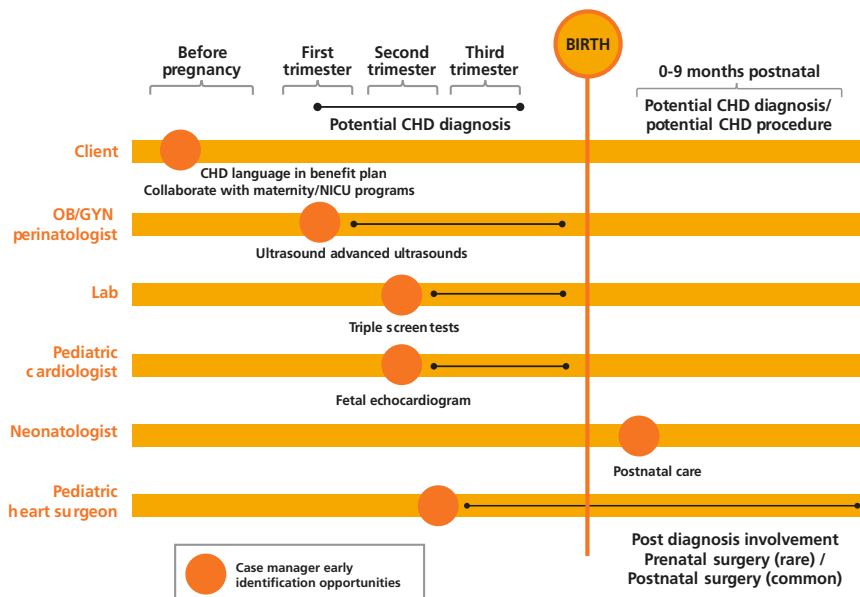 BIRTH
Before
pregnancy
First
trimester
Second
trimester
Third
trimester
0-9 months postnatal
Potential CHD diagnosis
Potential CHD diagnosis/
potential CHD procedure
Client
CHD language in benefit plan
Collaborate with maternity/NICU programs
OB/GYN
perinatologist
Ultrasound advanced ultrasounds
Lab
Triple screen tests
Pediatric
cardiologist
Fetal echocardiogram
Neonatologist
Postnatal care
Pediatric
heart surgeon
Post diagnosis involvement
Prenatal surgery (rare) /
Postnatal surgery (common)
Case manager early
identification opportunities